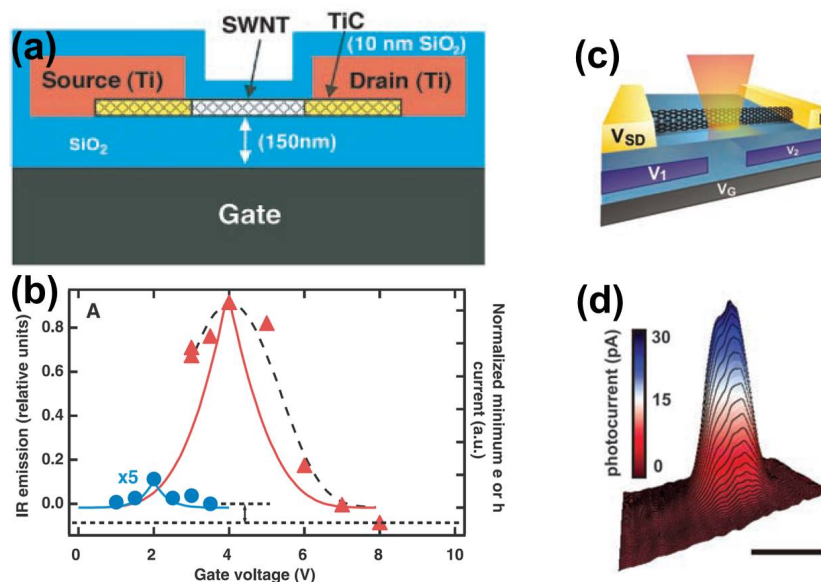 (a)
SWNT
TiC
(10 nm SiO₂)
Source (Ti)
Drain (Ti)
SiO₂
(150nm)
Gate
(b)
A
IR emission (relative units)
0.8
0.6
0.4
0.2
0.0
x5
0
2
4
6
8
10
Gate voltage (V)
Normalized minimum e or h
current (a.u.)
(c)
V_SD
V₁
V₂
V_G
(d)
photocurrent (pA)
30
15
0